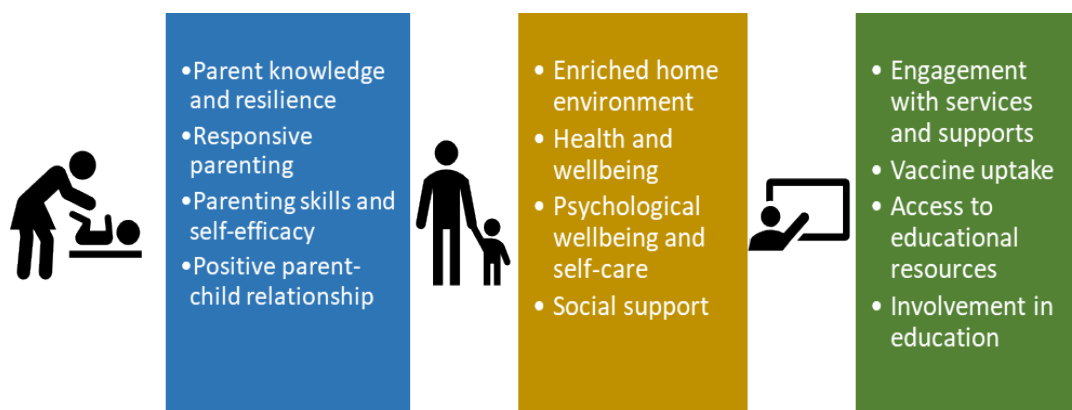 •Parent knowledge
and resilience
•Responsive
parenting
•Parenting skills and
self-efficacy
•Positive parent-
child relationship
• Enriched home
environment
• Health and
wellbeing
• Psychological
wellbeing and
self-care
• Social support
• Engagement
with services
and supports
• Vaccine uptake
• Access to
educational
resources
• Involvement in
education